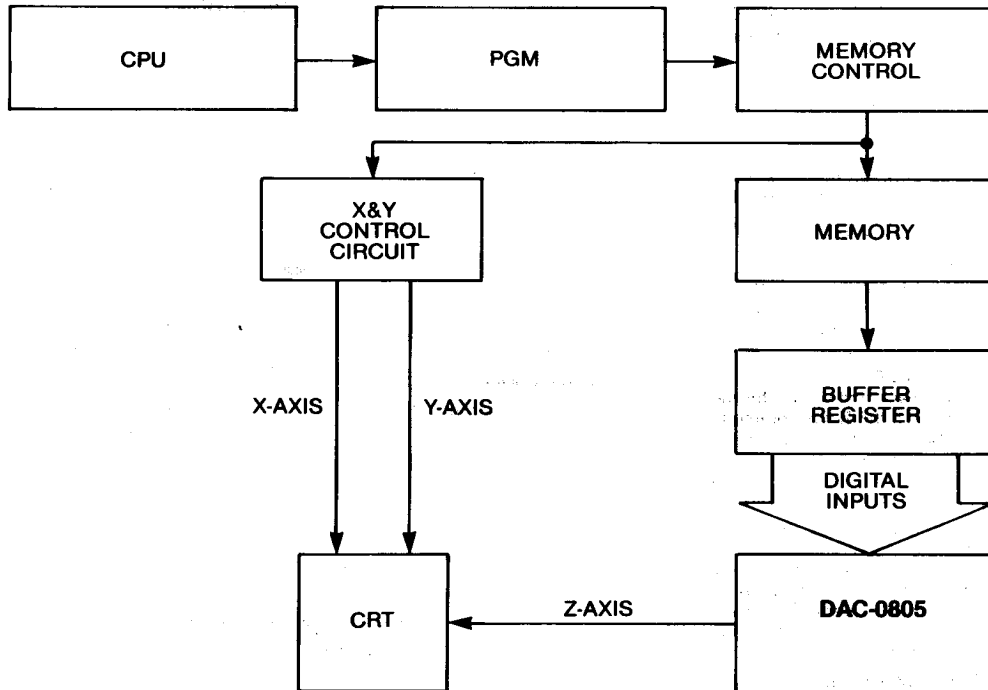 CPU
PGM
MEMORY
CONTROL
X&Y
CONTROL
CIRCUIT
MEMORY
X-AXIS
Y-AXIS
BUFFER
REGISTER
DIGITAL
INPUTS
CRT
Z-AXIS
DAC-0805